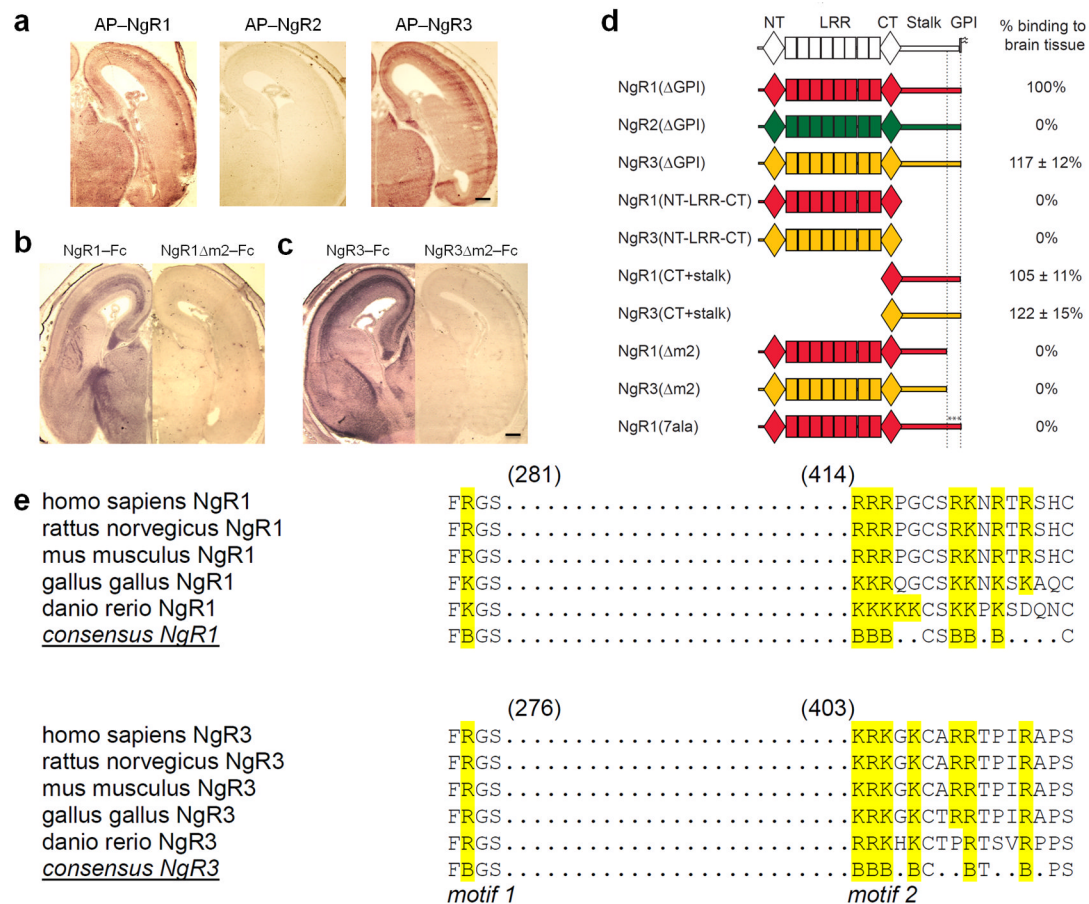 a
AP–NgR1 AP–NgR2 AP–NgR3
b
NgR1–Fc NgR1Δm2–Fc
c
NgR3–Fc NgR3Δm2–Fc
d
NT LRR CT Stalk GPI
% binding to
brain tissue
NgR1(ΔGPI) 100%
NgR2(ΔGPI) 0%
NgR3(ΔGPI) 117 ± 12%
NgR1(NT-LRR-CT) 0%
NgR3(NT-LRR-CT) 0%
NgR1(CT+stalk) 105 ± 11%
NgR3(CT+stalk) 122 ± 15%
NgR1(Δm2) 0%
NgR3(Δm2) 0%
***
NgR1(7ala) 0%
e
(281) (414)
homo sapiens NgR1 FRGS..........................RRRPGCSRKNRTRSHC
rattus norvegicus NgR1 FRGS..........................RRRPGCSRKNRTRSHC
mus musculus NgR1 FRGS..........................RRRPGCSRKNRTRSHC
gallus gallus NgR1 FKGS..........................KKRQGCSKKNKSKAQC
danio rerio NgR1 FKGS..........................KKKKKCSKKPKSDQNC
consensus NgR1 FBGS..........................BBB..CSBB.B....C
(276) (403)
homo sapiens NgR3 FRGS..........................KRKGKCARRTPIRAPS
rattus norvegicus NgR3 FRGS..........................KRKGKCARRTPIRAPS
mus musculus NgR3 FRGS..........................KRKGKCARRTPIRAPS
gallus gallus NgR3 FRGS..........................KRKGKCTRRTPIRAPS
danio rerio NgR3 FRGS..........................RRKHKCTPRTSVRPPS
consensus NgR3 FBGS..........................BBB.BC..BT..B.PS
motif 1 motif 2